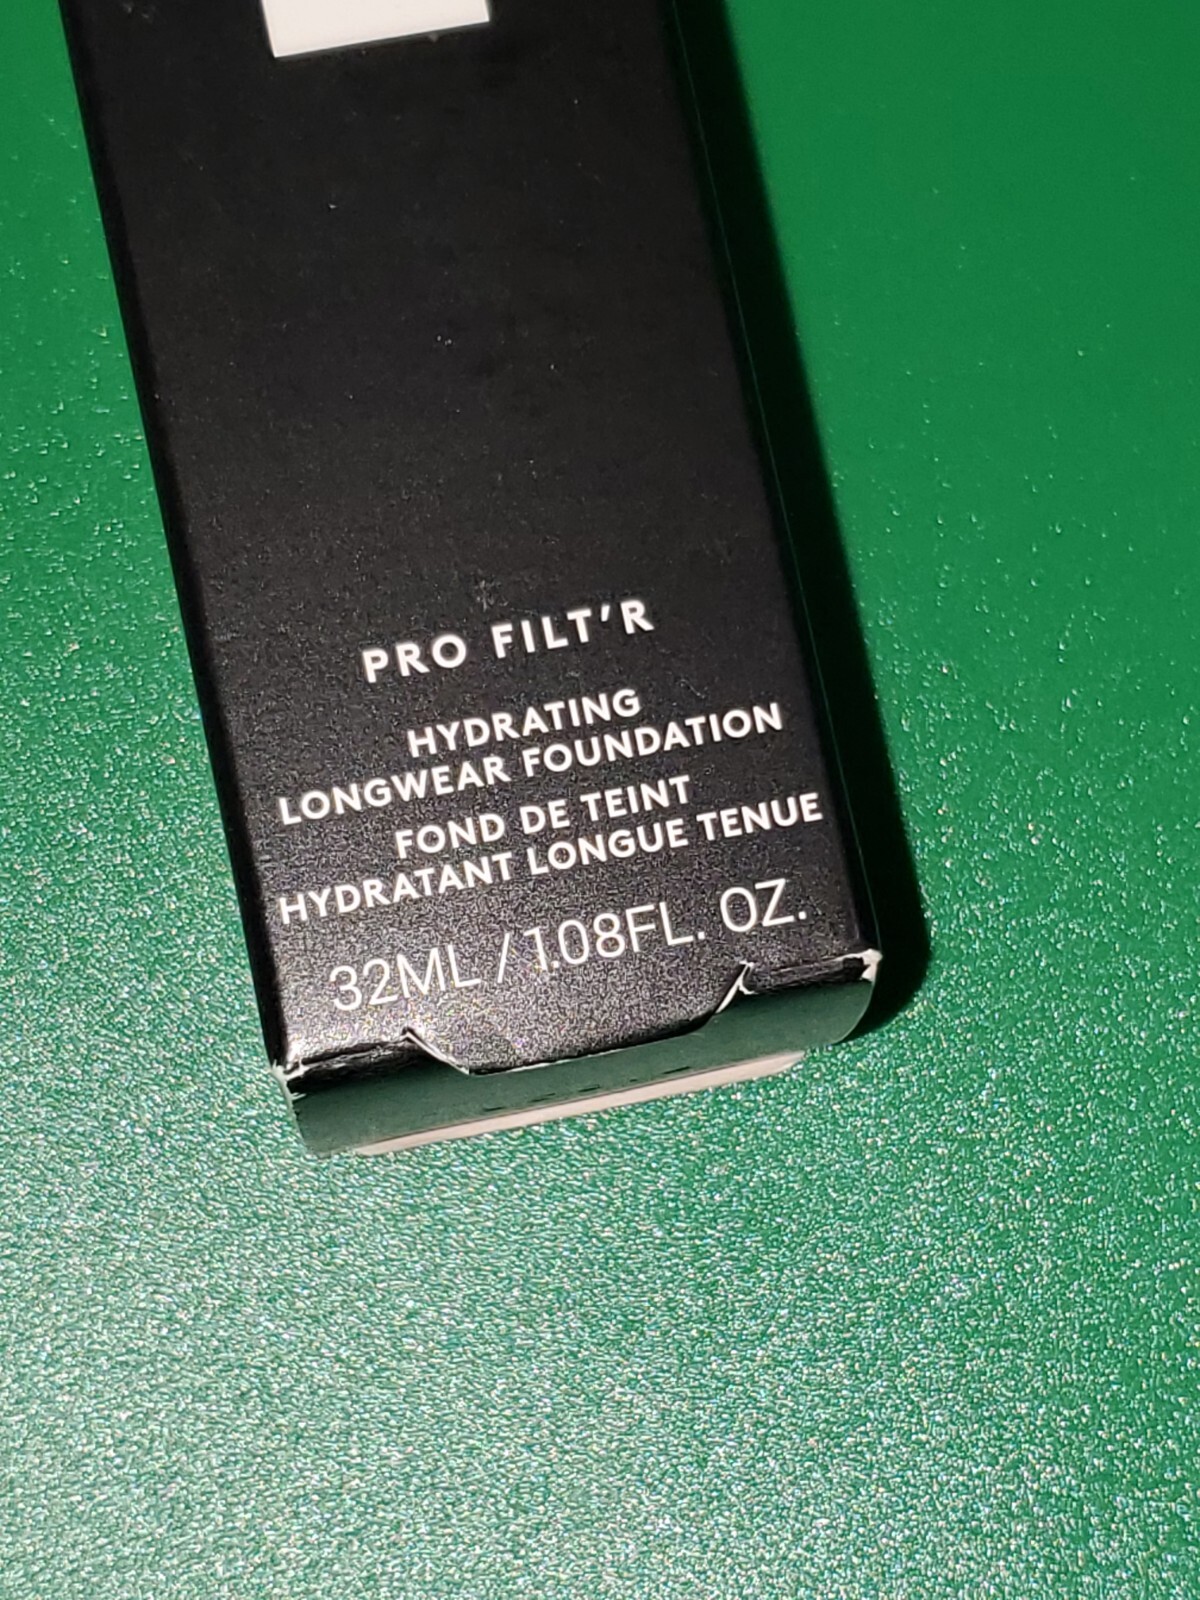 PRO FILT'R
HYDRATING
LONGWEAR FOUNDATION
FOND DE TEINT
HYDRATANT LONGUE TENUE
32ML / 1.08FL. OZ.